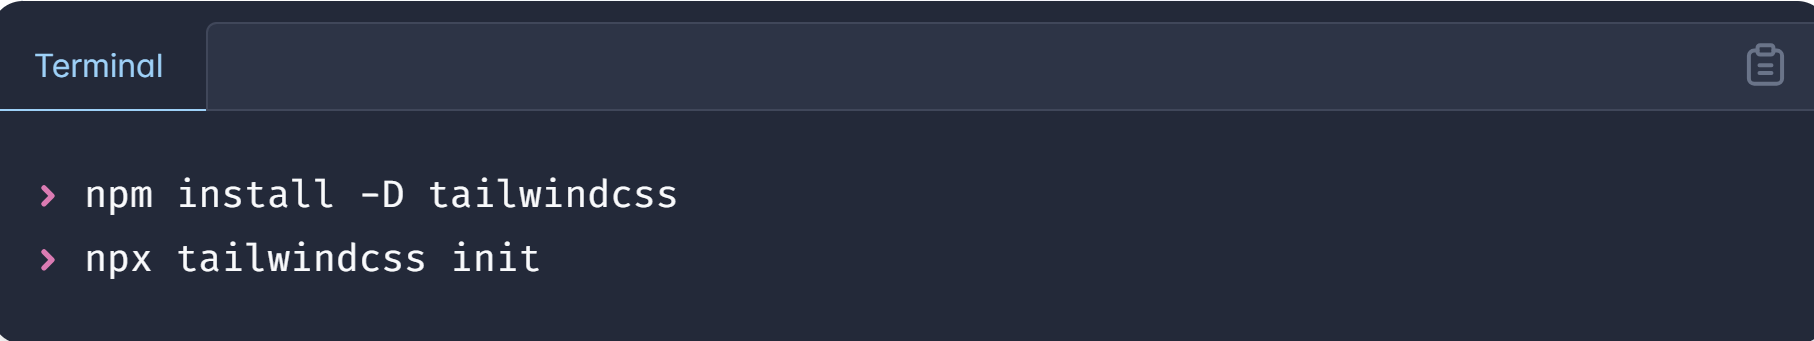 Terminal
› npm install -D tailwindcss
› npx tailwindcss init